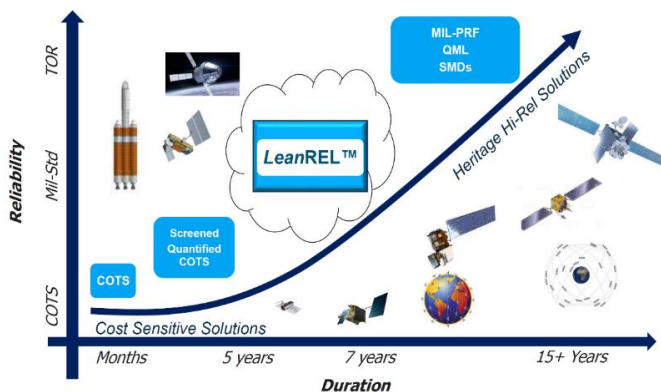 TOR
Mil-Std
COTS
Reliability
MIL-PRF
QML
SMDs
LeanREL™
Heritage Hi-Rel Solutions
Screened
Quantified
COTS
COTS
Cost Sensitive Solutions
Months
5 years
7 years
15+ Years
Duration